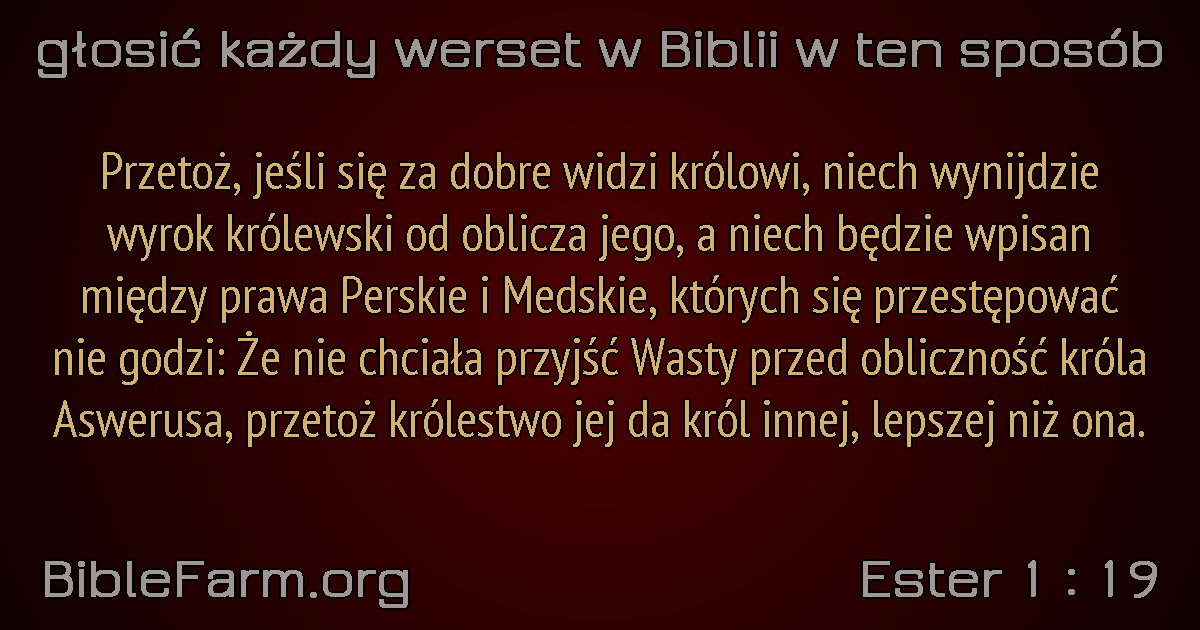 głosić każdy werset w Biblii w ten sposób
Przetoż, jeśli się za dobre widzi królowi, niech wynijdzie
wyrok królewski od oblicza jego, a niech będzie wpisan
między prawa Perskie i Medskie, których się przestępować
nie godzi: Że nie chciała przyjść Wasty przed obliczność króla
Aswerusa, przetoż królestwo jej da król innej, lepszej niż ona.
BibleFarm.org
Ester 1 : 19